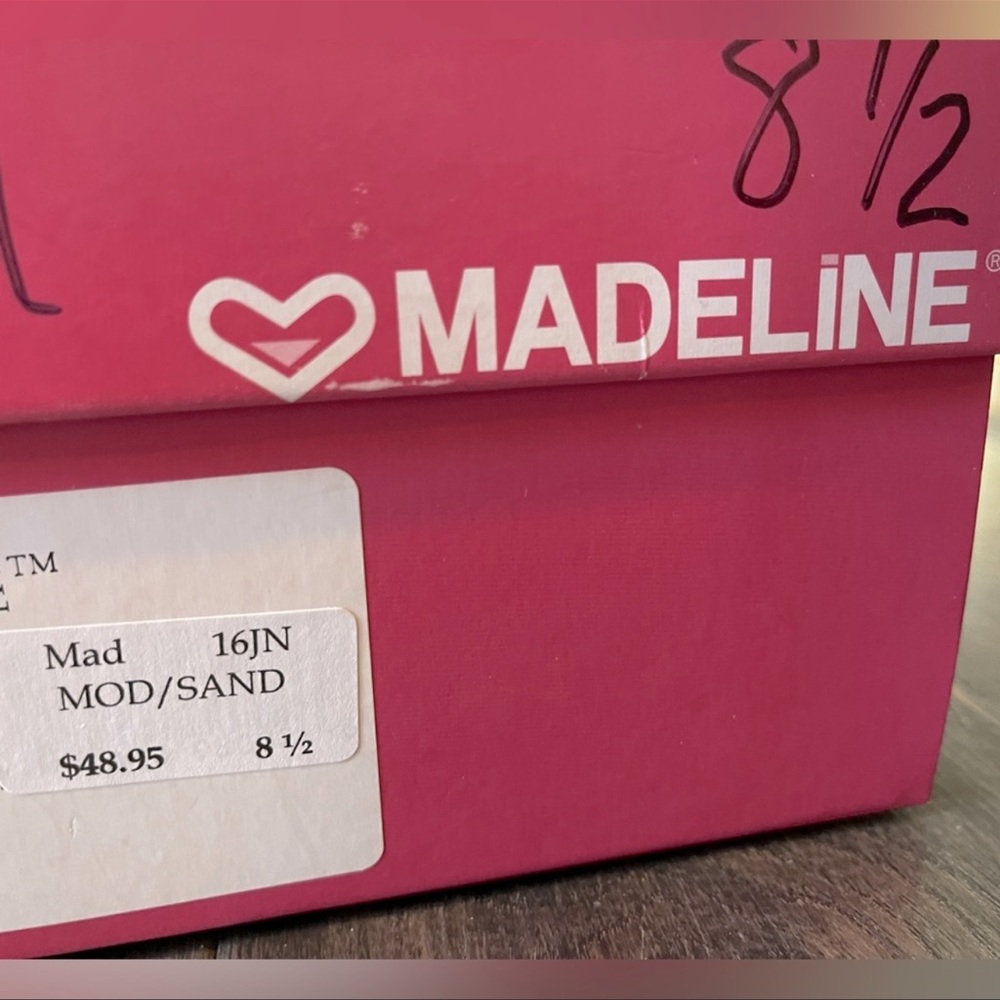 8 1/2
MADELiNE®
TM
Mad 16JN
MOD/SAND
$48.95 8 ½